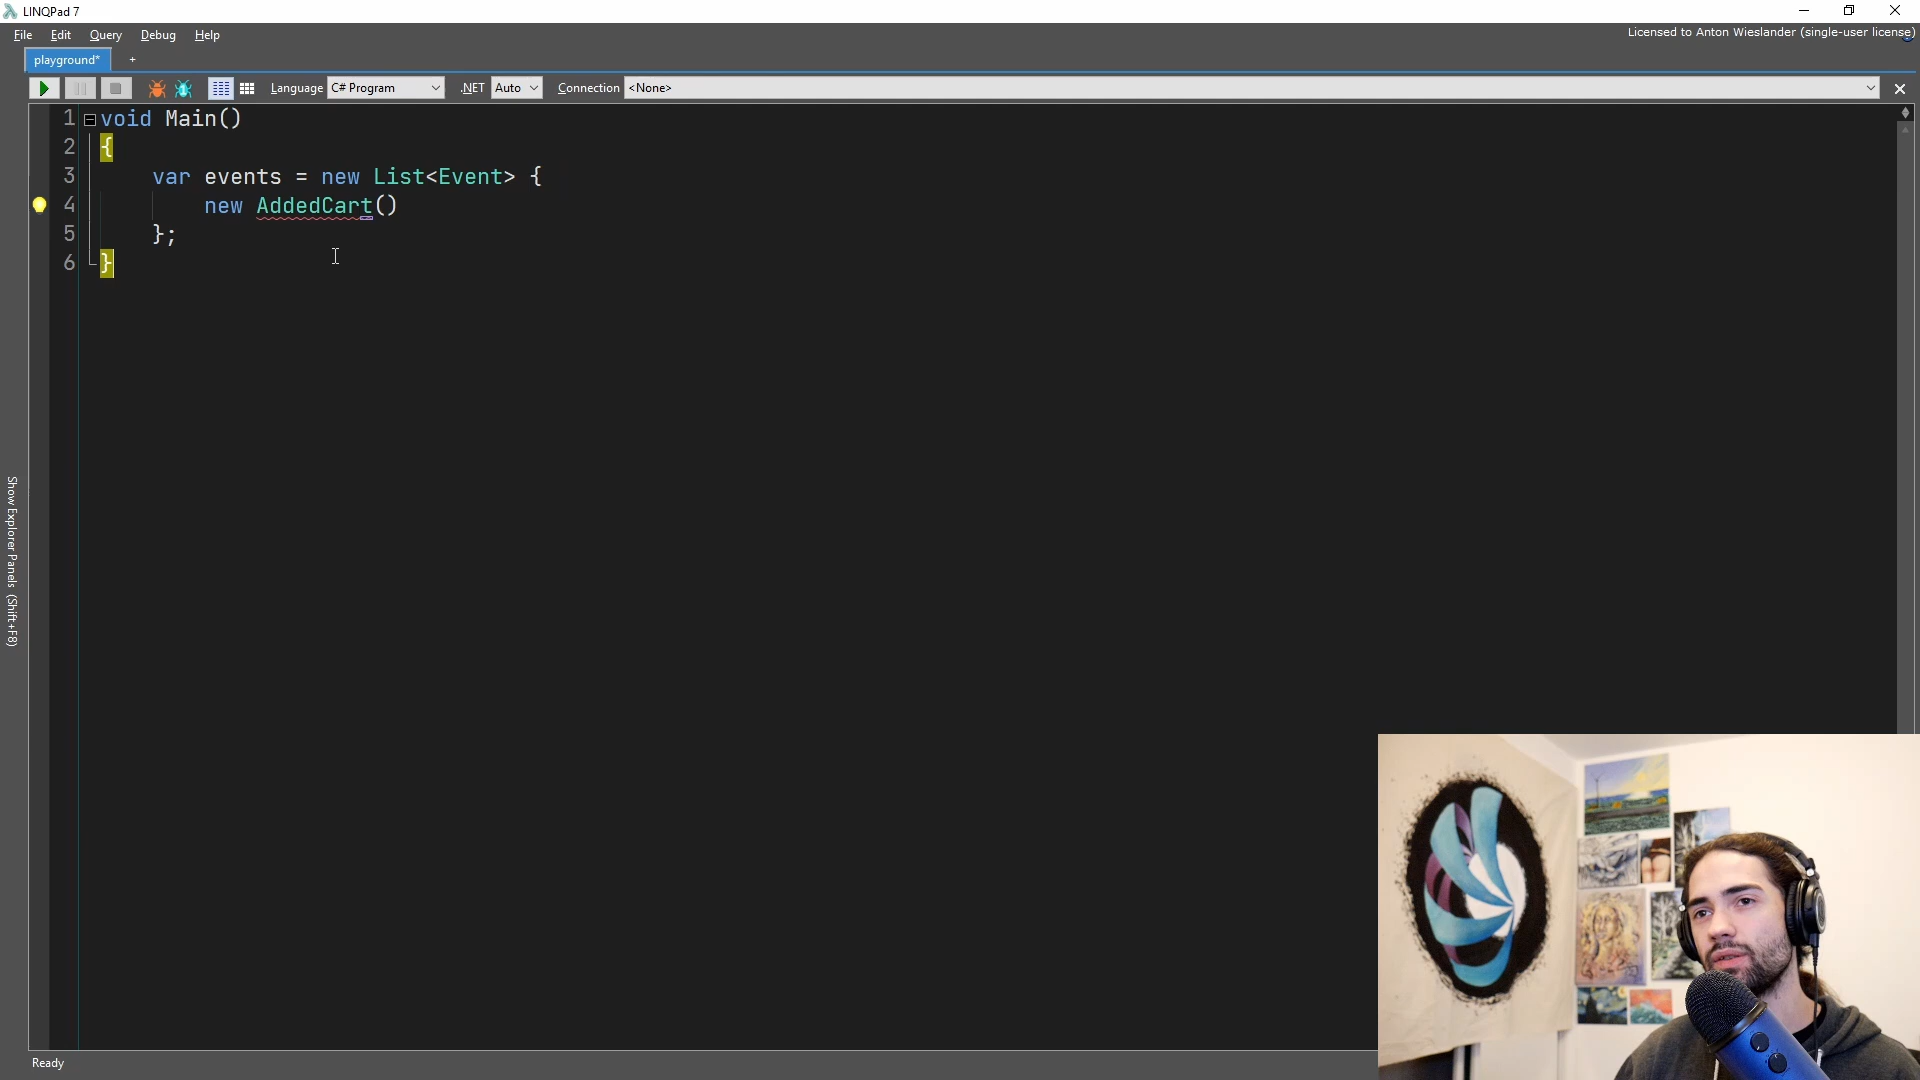 LINQPad 7
File Edit Query Debug Help
Licensed to Anton Wieslander (single-user license)
playground* +
Language C# Program .NET Auto Connection <None>
1 void Main()
2 {
3 var events = new List<Event> {
4 new AddedCart()
5 };
6 }
Show Explorer Panels (Shift+F8)
Ready